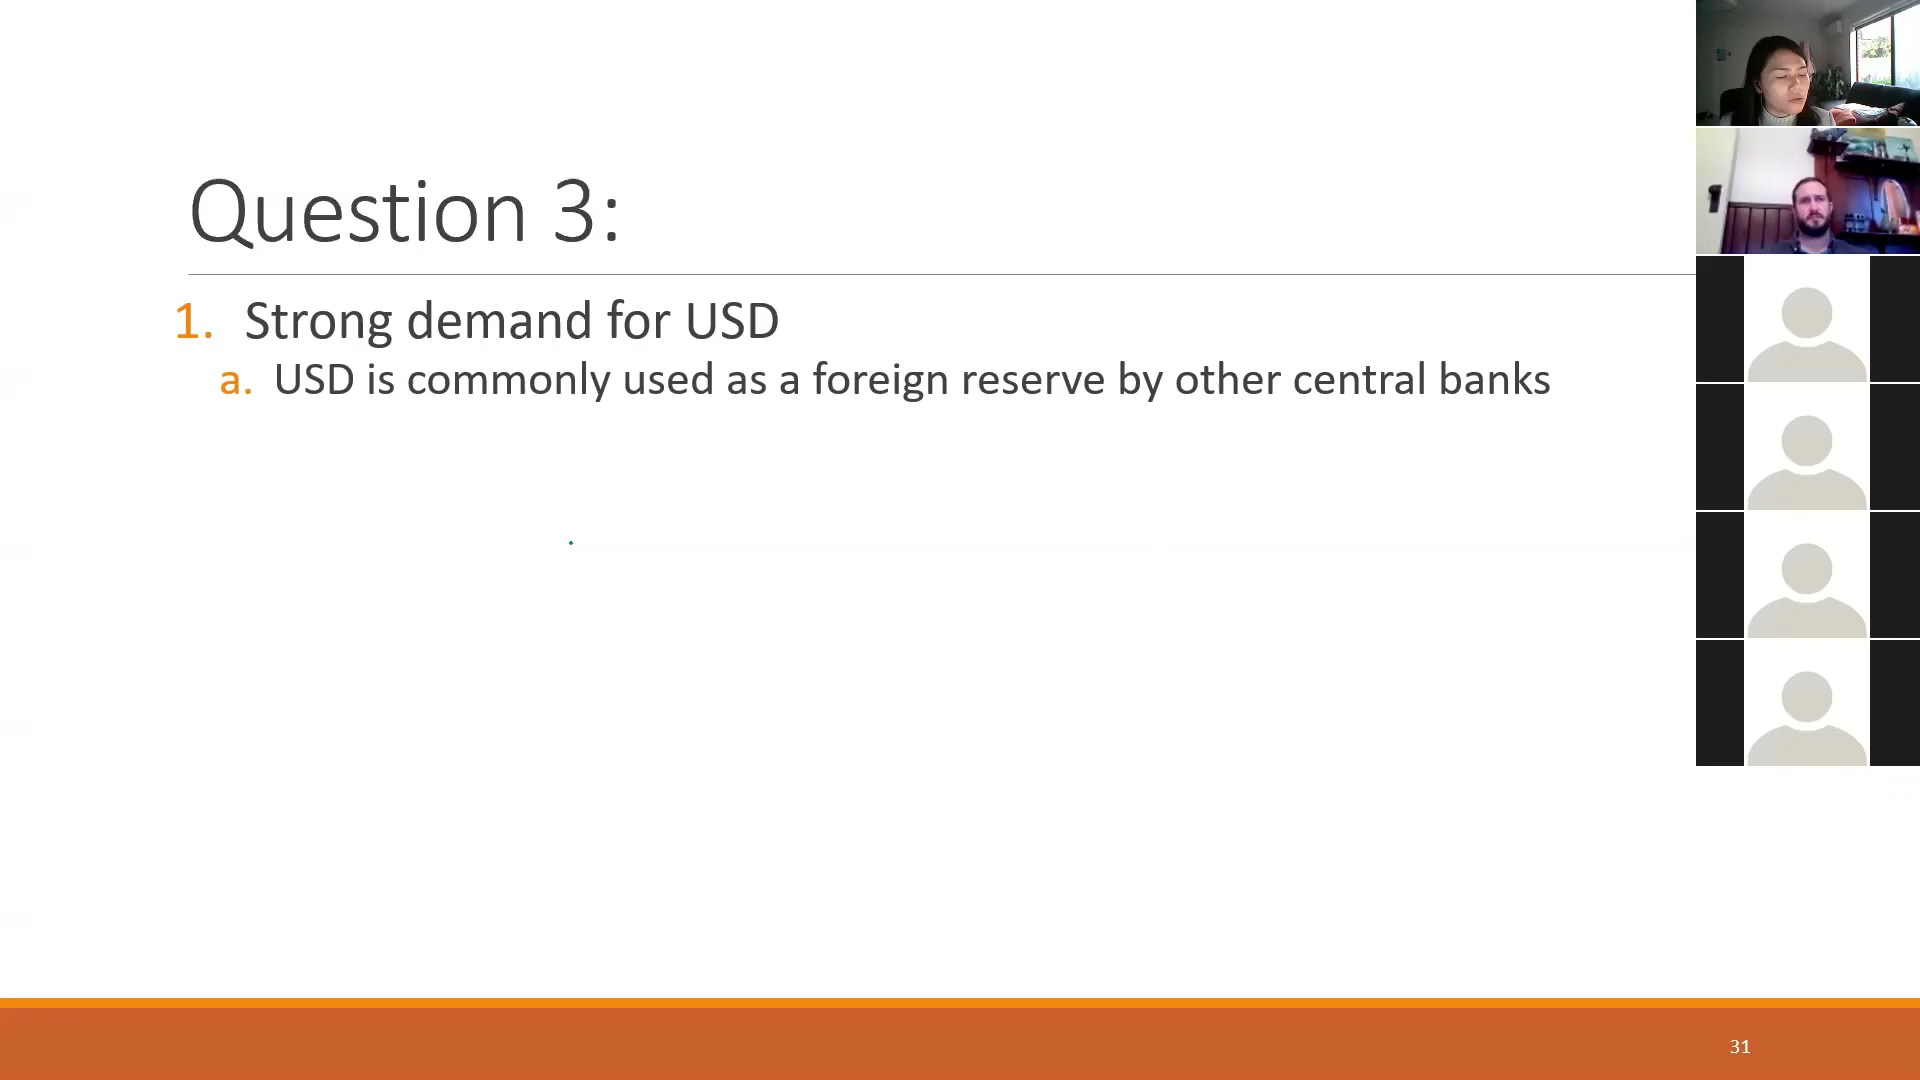 Question 3:
1. Strong demand for USD
a. USD is commonly used as a foreign reserve by other central banks
31